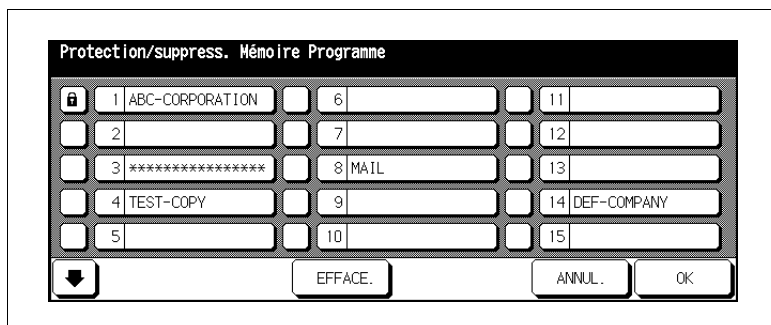 Protection/suppress. Mémoire Programme
1 ABC-CORPORATION 6 11
2 7 12
3 **************** 8 MAIL 13
4 TEST-COPY 9 14 DEF-COMPANY
5 10 15
EFFACE. ANNUL. OK